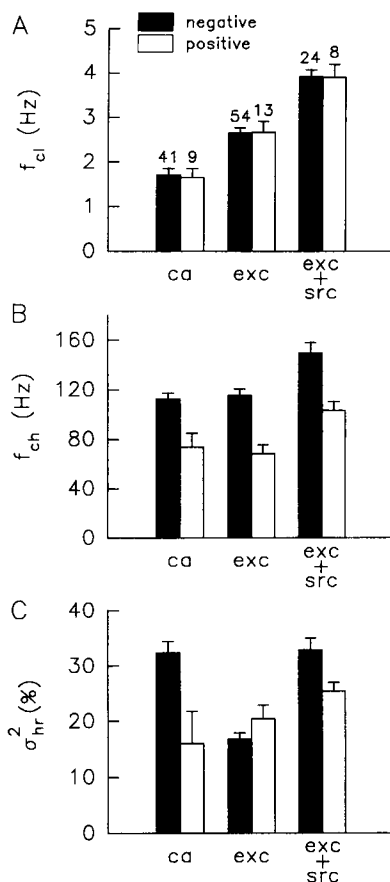 A
negative
positive
f_cl (Hz)
5
4
3
2
1
0
41 9
54 13
24 8
ca exc exc + src
B
f_ch (Hz)
160
120
80
40
0
ca exc exc + src
C
σ²_hr (%)
40
30
20
10
0
ca exc exc + src